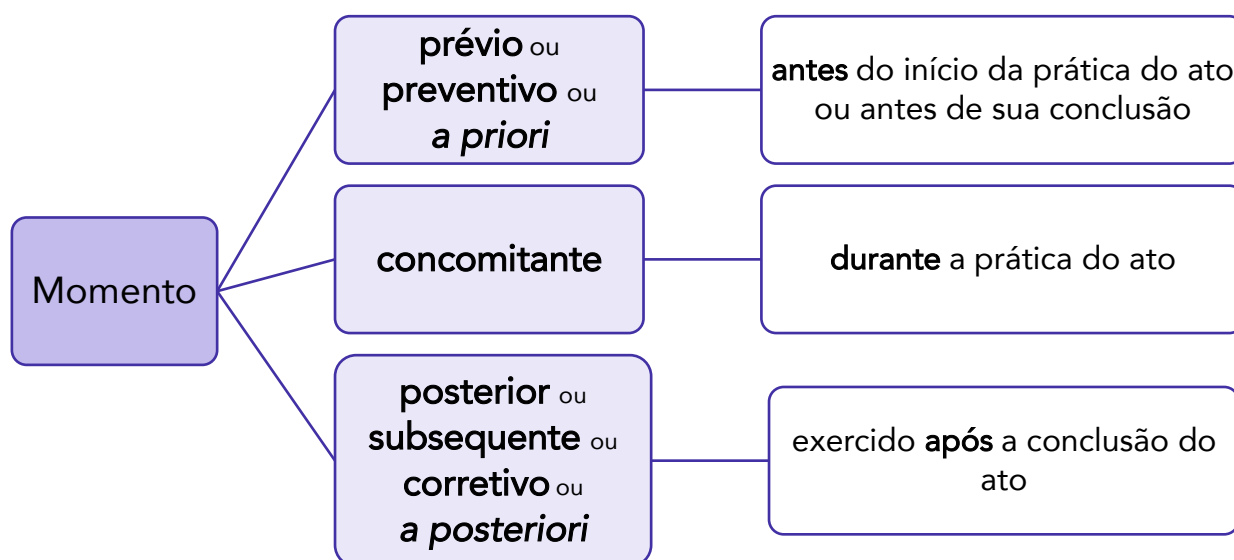 Momento
prévio ou
preventivo ou
a priori
antes do início da prática do ato
ou antes de sua conclusão
concomitante
durante a prática do ato
posterior ou
subsequente ou
corretivo ou
a posteriori
exercido após a conclusão do
ato